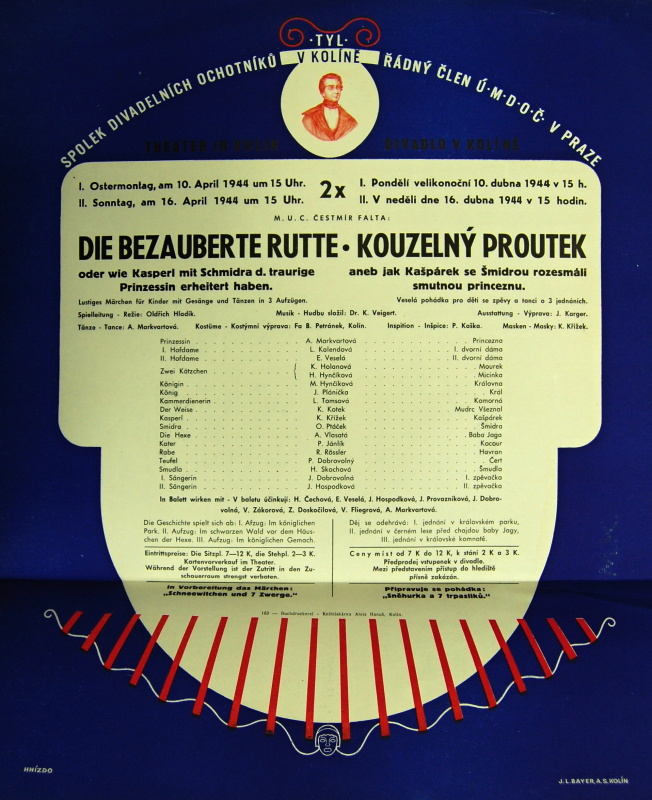 · TYL ·
V KOLÍNĚ
SPOLEK DIVADELNÍCH OCHOTNÍKŮ
ŘÁDNÝ ČLEN Ú·M·D·O·Č· V PRAZE
THEATER IN KOLIN
DIVADLO V KOLÍNĚ
I. Ostermontag, am 10. April 1944 um 15 Uhr.
II. Sonntag, am 16. April 1944 um 15 Uhr.
2x
I. Pondělí velikonoční 10. dubna 1944 v 15 h.
II. V neděli dne 16. dubna 1944 v 15 hodin.
M. U. C. ČESTMÍR FALTA:
DIE BEZAUBERTE RUTTE · KOUZELNÝ PROUTEK
oder wie Kasperl mit Schmidra d. traurige
Prinzessin erheitert haben.
aneb jak Kašpárek se Šmidrou rozesmáli
smutnou princeznu.
Lustiges Märchen für Kinder mit Gesänge und Tänzen in 3 Aufzügen.
Veselá pohádka pro děti se zpěvy a tanci o 3 jednáních.
Spielleitung - Režie: Oldřich Hlodík.
Musik - Hudbu složil: Dr. K. Veigert.
Ausstattung - Výprava: J. Karger.
Tänze - Tance: A. Markvartová.
Kostüme - Kostýmní výprava: Fa B. Petránek, Kolín.
Inspition - Inšpice: P. Kaška.
Masken - Masky: K. Křížek.
Prinzessin . A. Markvartová . Princezna
I. Hofdame . L. Kalendová . I. dvorní dáma
II. Hofdame . E. Veselá . II. dvorní dáma
Zwei Kätzchen { K. Holanová . Mourek
H. Hynčíková . Micinka
Königin . M. Hynčíková . Královna
König . J. Plánička . Král
Kammerdienerin . L. Tomsová . Komorná
Der Weise . K. Kotek . Mudrc Všeznal
Kasperl . K. Křížek . Kašpárek
Smidra . O. Ptáček . Šmidra
Die Hexe . A. Vlasatá . Baba Jaga
Kater . P. Jánlík . Kocour
Rabe . R. Rössler . Havran
Teufel . P. Dobrovolný . Čert
Smudla . H. Skochová . Šmudla
I. Sängerin . J. Dobrovolná . I. zpěvačka
II. Sängerin . J. Hospodková . II. zpěvačka
In Balett wirken mit - V baletu účinkují: H. Čechová, E. Veselá, J. Hospodková, J. Provazníková, J. Dobro-
volná, V. Zákorová, Z. Doskočilová, V. Fliegrová, A. Markvartová.
Die Geschichte spielt sich ab: I. Afzug: Im königlichen
Park. II. Aufzug: Im schwarzen Wald vor dem Häus-
chen der Hexe. III. Aufzug: Im königlichen Gemach.
Děj se odehrává: I. jednání v královském parku,
II. jednání v černém lese před chajdou baby Jagy,
III. jednání v královské komnatě.
Eintrittspreise: Die Sitzpl. 7—12 K, die Stehpl. 2—3 K.
Kartenvorverkauf im Theater.
Während der Vorstellung ist der Zutritt in den Zu-
schauerraum strengst verboten.
Ceny míst od 7 K do 12 K, k stání 2 K a 3 K.
Předprodej vstupenek v divadle.
Mezi představením přístup do hlediště
přísně zakázán.
In Vorbereitung das Märchen:
„Schneewitchen und 7 Zwerge."
Připravuje se pohádka:
„Sněhurka a 7 trpaslíků."
163 — Buchdruckerei - Knihtiskárna Alois Hanuš, Kolín.
HNÍZDO
J. L. BAYER, A. S. KOLÍN